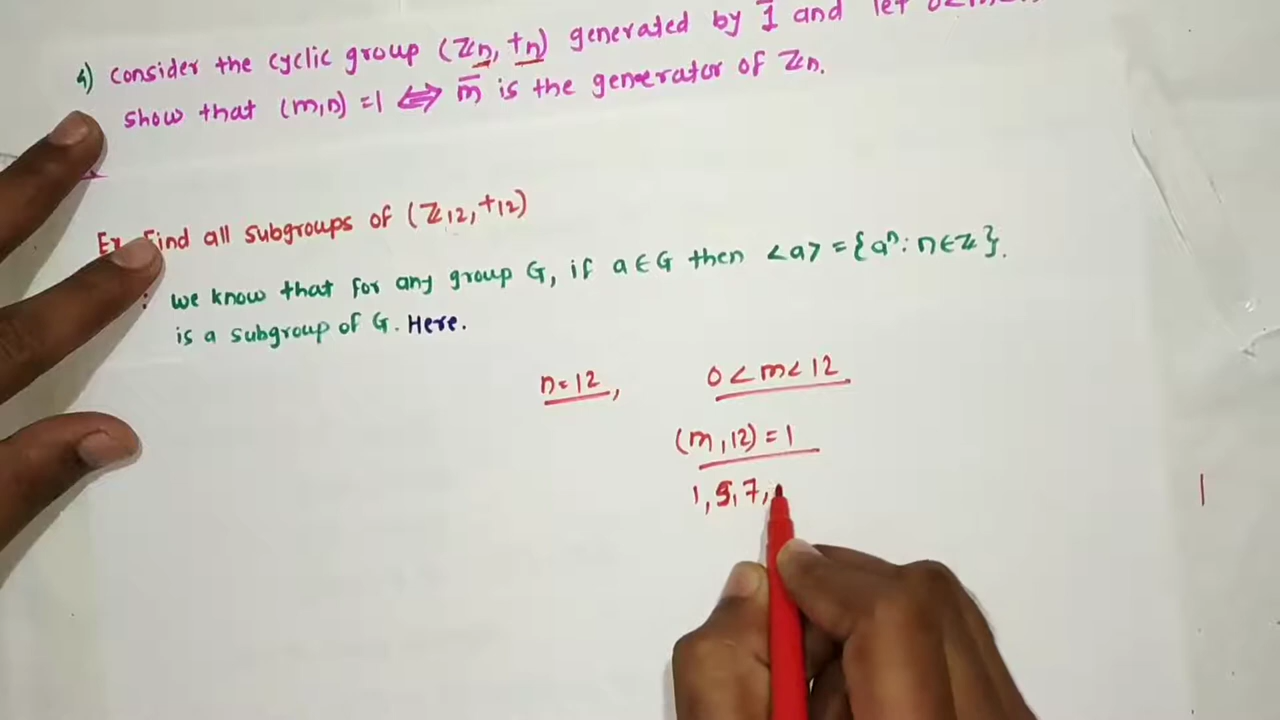 4) Consider the cyclic group (Zn, +n) generated by 1̄ and let
show that (m,n) =1 ⟺ m̄ is the generator of Zn.
Ex. Find all subgroups of (Z12, +12)
: we know that for any group G, if a ∈ G then <a> = {aⁿ : n∈Z}.
is a subgroup of G. Here.
n=12, 0<m<12
(m,12) = 1
1, 5, 7,